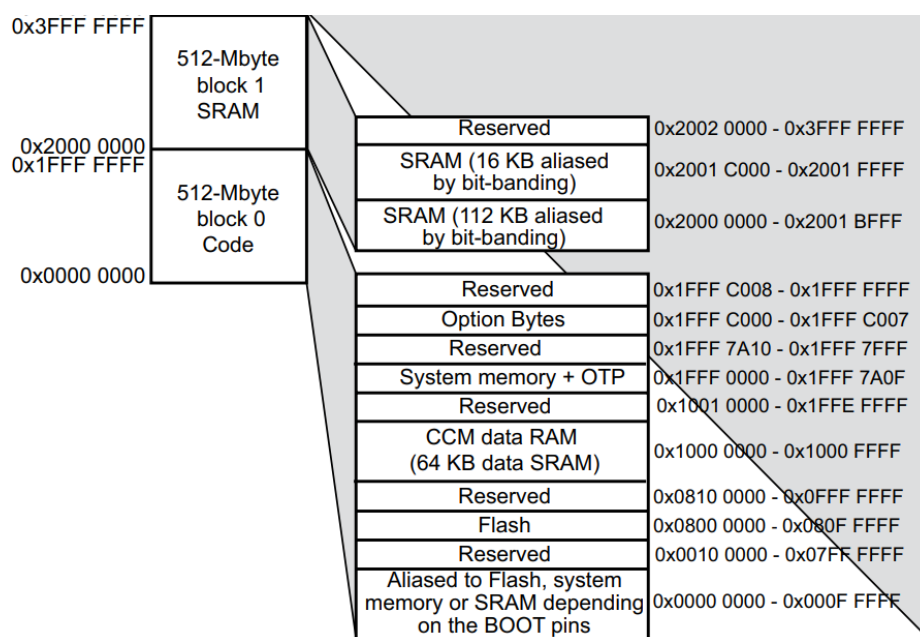 0x3FFF FFFF
512-Mbyte
block 1
SRAM
0x2000 0000
0x1FFF FFFF
512-Mbyte
block 0
Code
0x0000 0000
Reserved 0x2002 0000 - 0x3FFF FFFF
SRAM (16 KB aliased
by bit-banding) 0x2001 C000 - 0x2001 FFFF
SRAM (112 KB aliased
by bit-banding) 0x2000 0000 - 0x2001 BFFF
Reserved 0x1FFF C008 - 0x1FFF FFFF
Option Bytes 0x1FFF C000 - 0x1FFF C007
Reserved 0x1FFF 7A10 - 0x1FFF 7FFF
System memory + OTP 0x1FFF 0000 - 0x1FFF 7A0F
Reserved 0x1001 0000 - 0x1FFE FFFF
CCM data RAM
(64 KB data SRAM) 0x1000 0000 - 0x1000 FFFF
Reserved 0x0810 0000 - 0x0FFF FFFF
Flash 0x0800 0000 - 0x080F FFFF
Reserved 0x0010 0000 - 0x07FF FFFF
Aliased to Flash, system
memory or SRAM depending 0x0000 0000 - 0x000F FFFF
on the BOOT pins